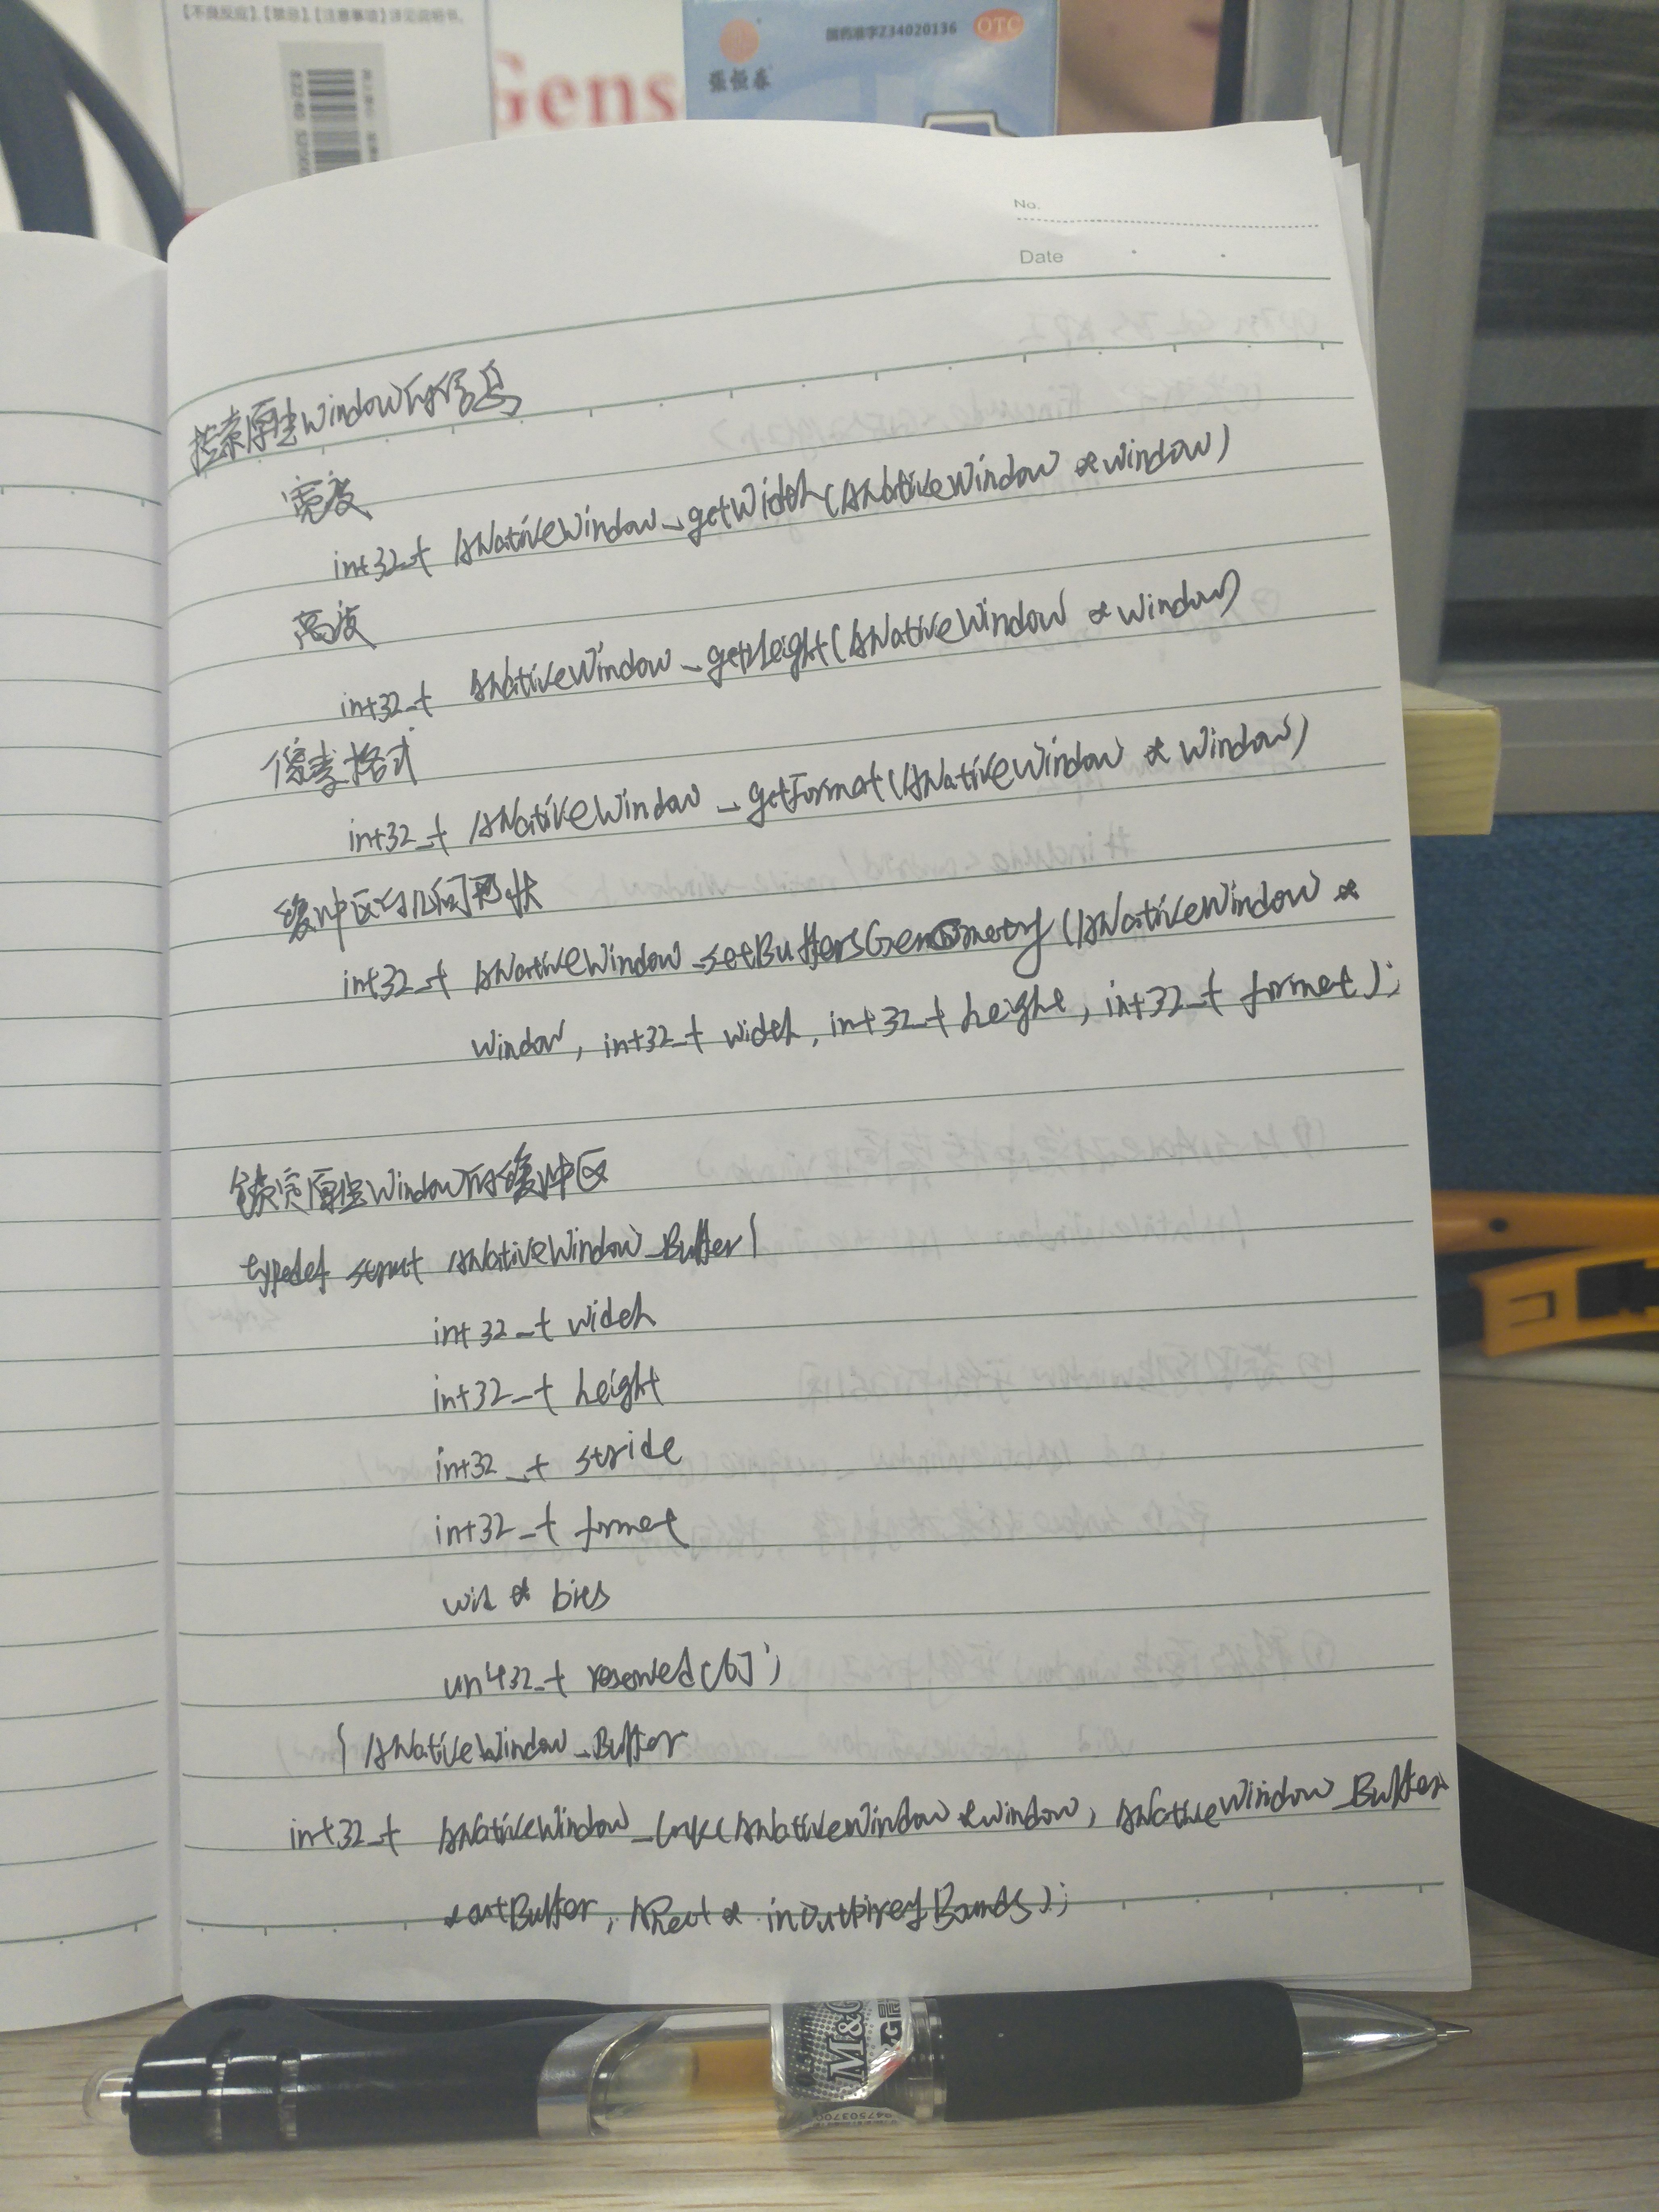 【不良反应】【禁忌】【注意事项】详见说明书。
Gens
张恒春
国药准字Z34020136
OTC
No.
Date
检索原生window的信息
宽度
int32_t ANativeWindow_getWidth(ANativeWindow *window)
高度
int32_t ANativeWindow_getHeight(ANativeWindow *window)
像素格式
int32_t ANativeWindow_getFormat(ANativeWindow *window)
缓冲区的几何形状
int32_t ANativeWindow_setBuffersGeometry(ANativeWindow *
window, int32_t width, int32_t height, int32_t format);
锁定原生window的缓冲区
typedef struct ANativeWindow_Buffer{
int32_t width
int32_t height
int32_t stride
int32_t format
void * bits
uint32_t reserved[6];
} ANativeWindow_Buffer
int32_t ANativeWindow_lock(ANativeWindow *window, ANativeWindow_Buffer
*outBuffer, ARect * inOutDirtyBounds);
M&G